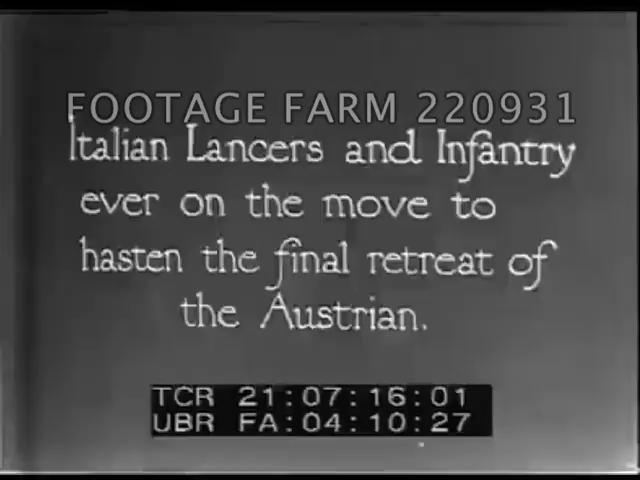 FOOTAGE FARM 220931
Italian Lancers and Infantry
ever on the move to
hasten the final retreat of
the Austrian.
TCR 21:07:16:01
UBR FA:04:10:27